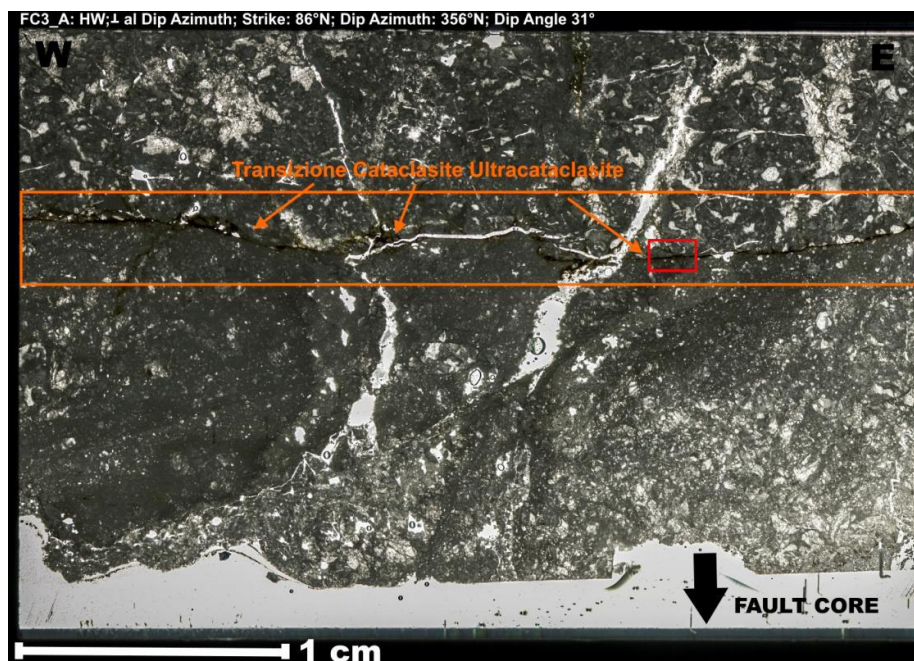 FC3_A: HW;┴ al Dip Azimuth; Strike: 86°N; Dip Azimuth: 356°N; Dip Angle 31°
W
E
Transizione Cataclasite Ultracataclasite
FAULT CORE
1 cm